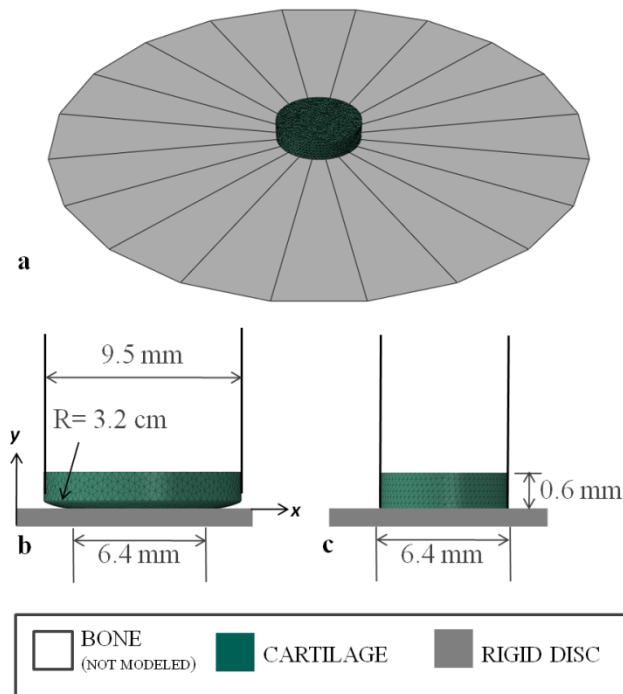 a
9.5 mm
R= 3.2 cm
y
x
0.6 mm
b
c
6.4 mm
6.4 mm
BONE
(NOT MODELED)
CARTILAGE
RIGID DISC